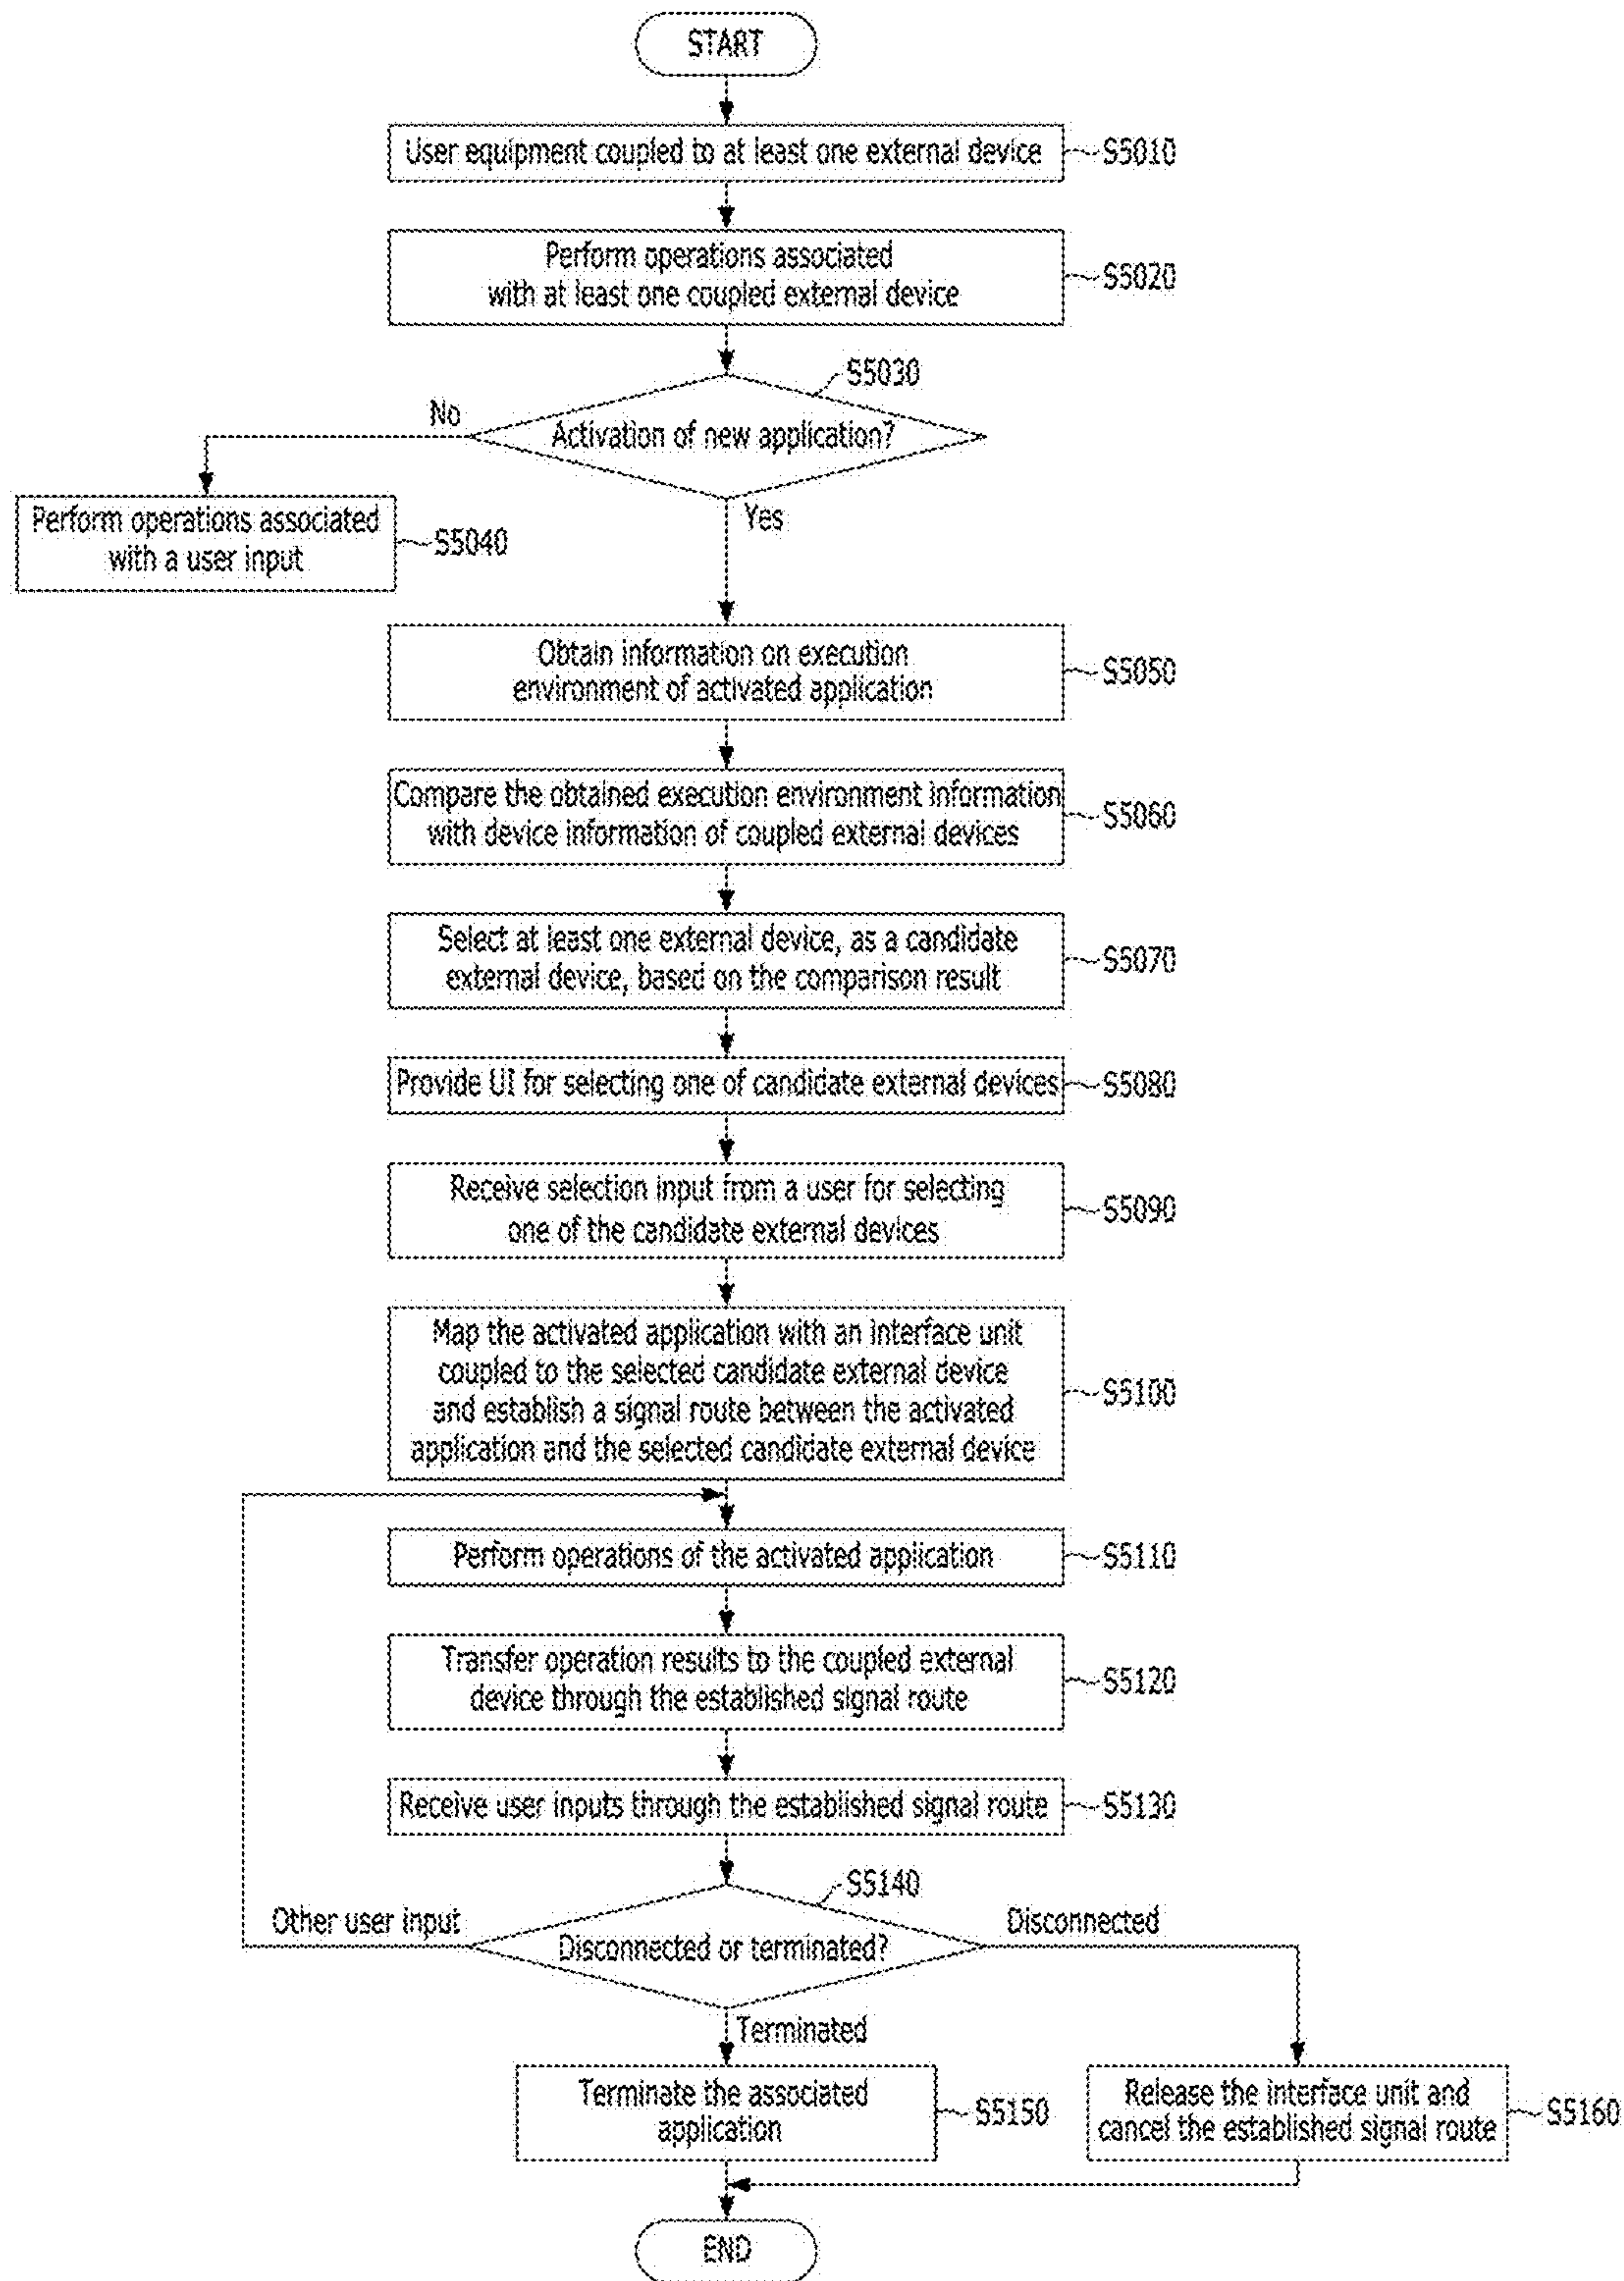 START
User equipment coupled to at least one external device
S5010
Perform operations associated
with at least one coupled external device
S5020
S5030
Activation of new application?
No
Yes
Perform operations associated
with a user input
S5040
Obtain information on execution
environment of activated application
S5050
Compare the obtained execution environment information
with device information of coupled external devices
S5060
Select at least one external device, as a candidate
external device, based on the comparison result
S5070
Provide UI for selecting one of candidate external devices
S5080
Receive selection input from a user for selecting
one of the candidate external devices
S5090
Map the activated application with an interface unit
coupled to the selected candidate external device
and establish a signal route between the activated
application and the selected candidate external device
S5100
Perform operations of the activated application
S5110
Transfer operation results to the coupled external
device through the established signal route
S5120
Receive user inputs through the established signal route
S5130
S5140
Other user input
Disconnected or terminated?
Disconnected
Terminated
Terminate the associated
application
S5150
Release the interface unit and
cancel the established signal route
S5160
END